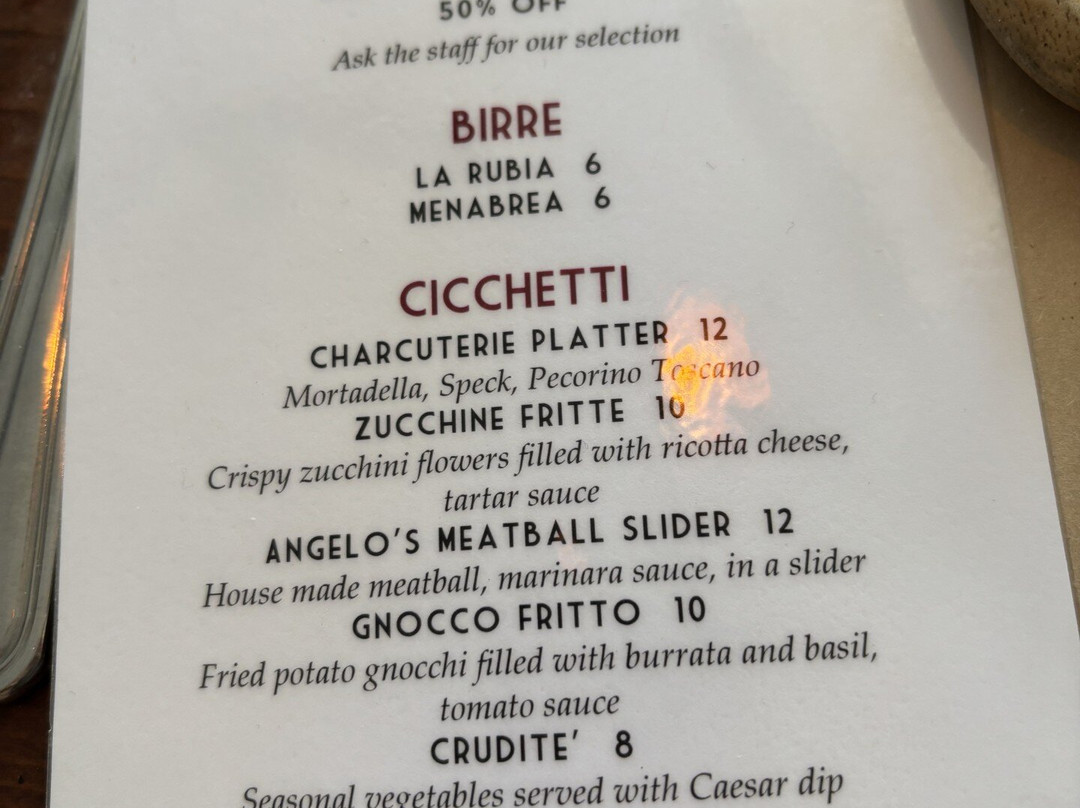 50% OFF
Ask the staff for our selection
BIRRE
LA RUBIA 6
MENABREA 6
CICCHETTI
CHARCUTERIE PLATTER 12
Mortadella, Speck, Pecorino Toscano
ZUCCHINE FRITTE 10
Crispy zucchini flowers filled with ricotta cheese,
tartar sauce
ANGELO'S MEATBALL SLIDER 12
House made meatball, marinara sauce, in a slider
GNOCCO FRITTO 10
Fried potato gnocchi filled with burrata and basil,
tomato sauce
CRUDITE' 8
Seasonal vegetables served with Caesar dip